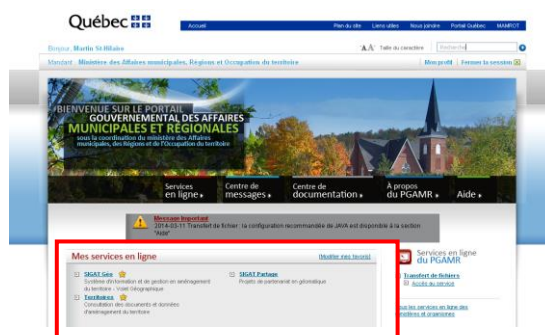 Québec
Accueil
Plan du site Liens utiles Nous joindre Portail Québec MAMROT
Bonjour, Martin St-Hilaire
A A Taille du caractère Recherche
Mandant : Ministère des Affaires municipales, Régions et Occupation du territoire
Mon profil Fermer la session
BIENVENUE SUR LE PORTAIL
GOUVERNEMENTAL DES AFFAIRES
MUNICIPALES ET RÉGIONALES
sous la coordination du ministère des Affaires
municipales, des Régions et de l'Occupation du territoire
Services
en ligne
Centre de
messages
Centre de
documentation
À propos
du PGAMR
Aide
Message important
2014-03-11 Transfert de fichier : la configuration recommandée de JAVA est disponible à la section
"Aide"
Mes services en ligne
(Modifier mes favoris)
SIGAT Géo
Système d'information et de gestion en aménagement
du territoire - Volet Géographique
Territoires
Consultation des documents et données
d'aménagement du territoire
SIGAT Partage
Projets de partenariat en géomatique
Services en ligne
du PGAMR
Transfert de fichiers
Accès au service
les services en ligne des
ministères et organismes